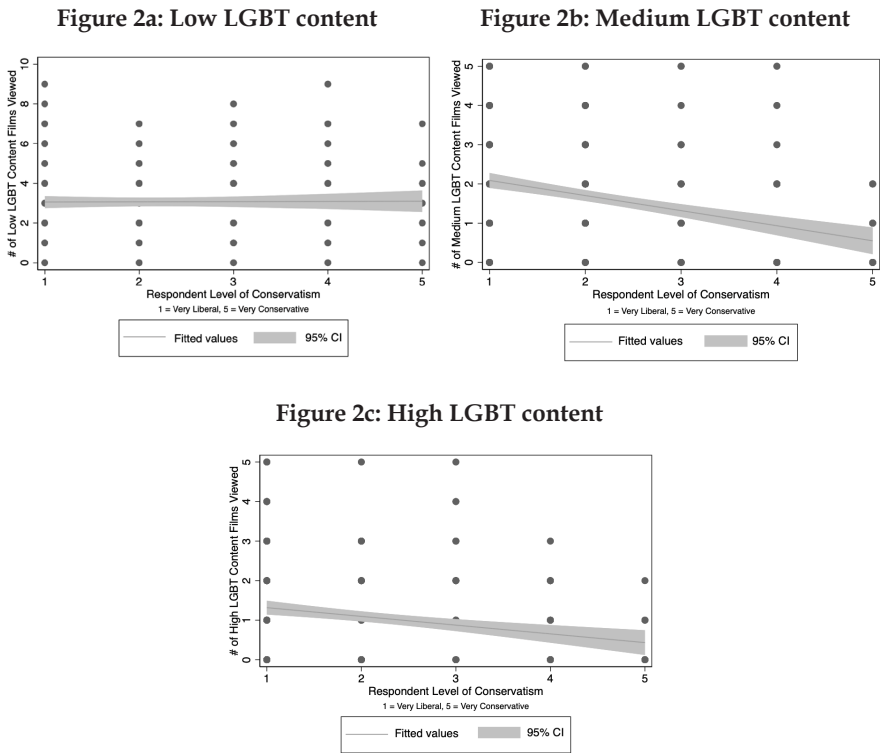 Figure 2a: Low LGBT content
# of Low LGBT Content Films Viewed
10
8
6
4
2
0
1 2 3 4 5
Respondent Level of Conservatism
1 = Very Liberal, 5 = Very Conservative
Fitted values 95% CI
Figure 2b: Medium LGBT content
# of Medium LGBT Content Films Viewed
5
4
3
2
1
0
1 2 3 4 5
Respondent Level of Conservatism
1 = Very Liberal, 5 = Very Conservative
Fitted values 95% CI
Figure 2c: High LGBT content
# of High LGBT Content Films Viewed
5
4
3
2
1
0
1 2 3 4 5
Respondent Level of Conservatism
1 = Very Liberal, 5 = Very Conservative
Fitted values 95% CI